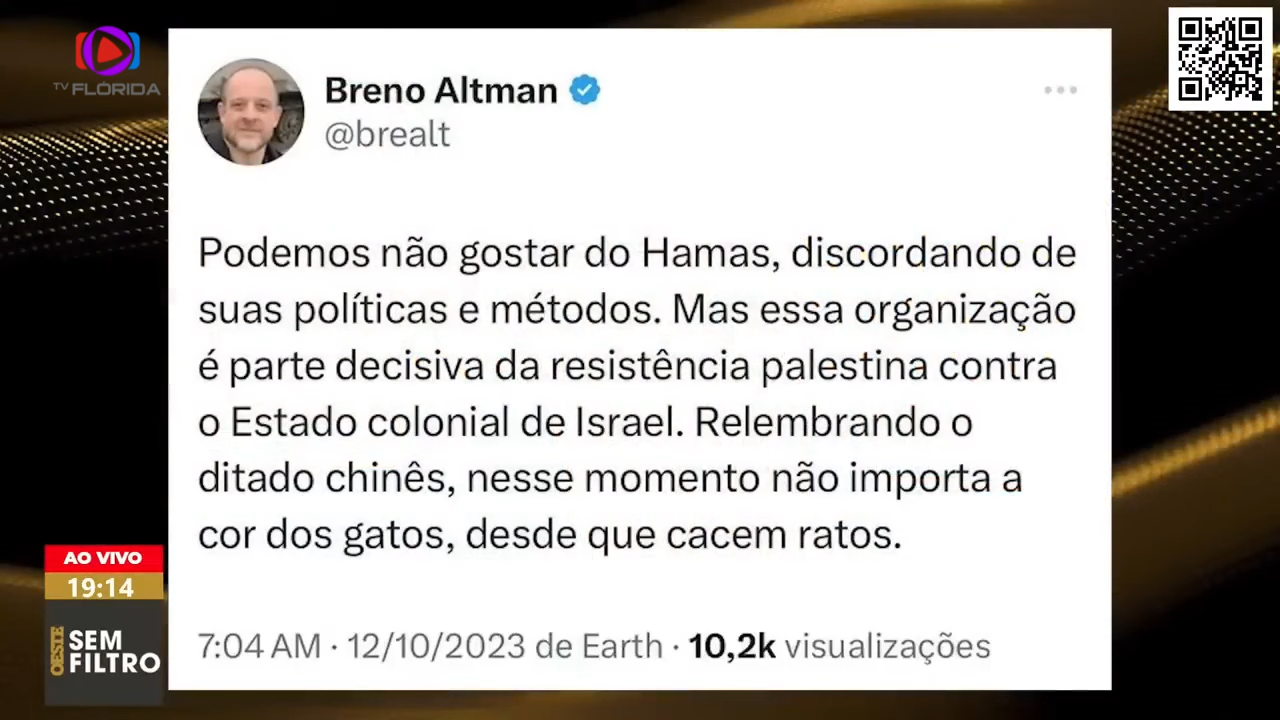 TV FLÓRIDA
Breno Altman
@brealt
Podemos não gostar do Hamas, discordando de
suas políticas e métodos. Mas essa organização
é parte decisiva da resistência palestina contra
o Estado colonial de Israel. Relembrando o
ditado chinês, nesse momento não importa a
cor dos gatos, desde que cacem ratos.
7:04 AM · 12/10/2023 de Earth · 10,2k visualizações
AO VIVO
19:14
OESTE
SEM
FILTRO